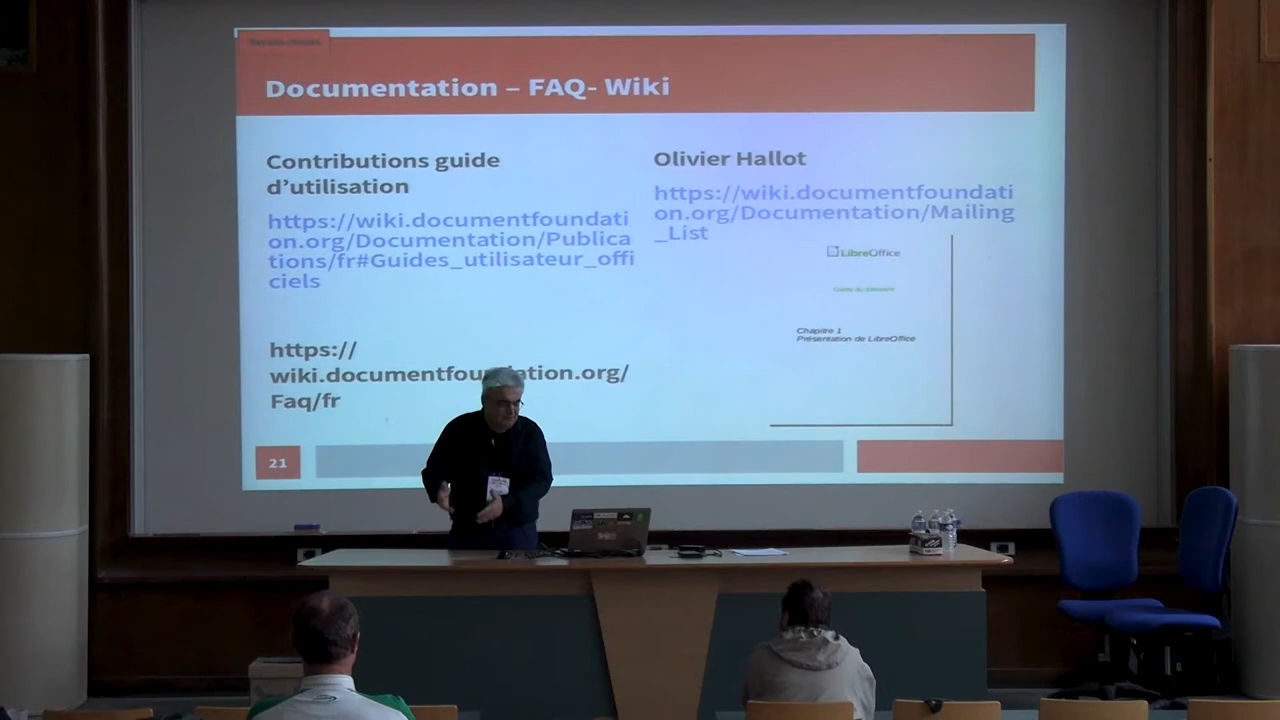 Documentation – FAQ- Wiki
Contributions guide
d’utilisation
https://wiki.documentfoundati
on.org/Documentation/Publica
tions/fr#Guides_utilisateur_offi
ciels
https://
wiki.documentfoundation.org/
Faq/fr
Olivier Hallot
https://wiki.documentfoundati
on.org/Documentation/Mailing
_List
LibreOffice
Chapitre 1
Présentation de LibreOffice
21